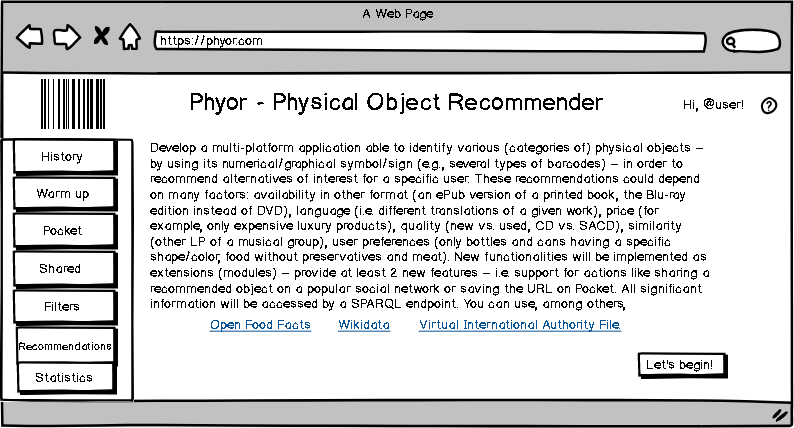 A Web Page
https://phyor.com
Phyor - Physical Object Recommender
Hi, @user!
?
History
Warm up
Pocket
Shared
Filters
Recommendations
Statistics
Develop a multi-platform application able to identify various (categories of) physical objects –
by using its numerical/graphical symbol/sign (e.g., several types of barcodes) – in order to
recommend alternatives of interest for a specific user. These recommendations could depend
on many factors: availability in other format (an ePub version of a printed book, the Blu-ray
edition instead of DVD), language (i.e. different translations of a given work), price (for
example, only expensive luxury products), quality (new vs. used, CD vs. SACD), similarity
(other LP of a musical group), user preferences (only bottles and cans having a specific
shape/color, food without preservatives and meat). New functionalities will be implemented as
extensions (modules) – provide at least 2 new features – i.e. support for actions like sharing a
recommended object on a popular social network or saving the URL on Pocket. All significant
information will be accessed by a SPARQL endpoint. You can use, among others,
Open Food Facts Wikidata Virtual International Authority File
Let's begin!